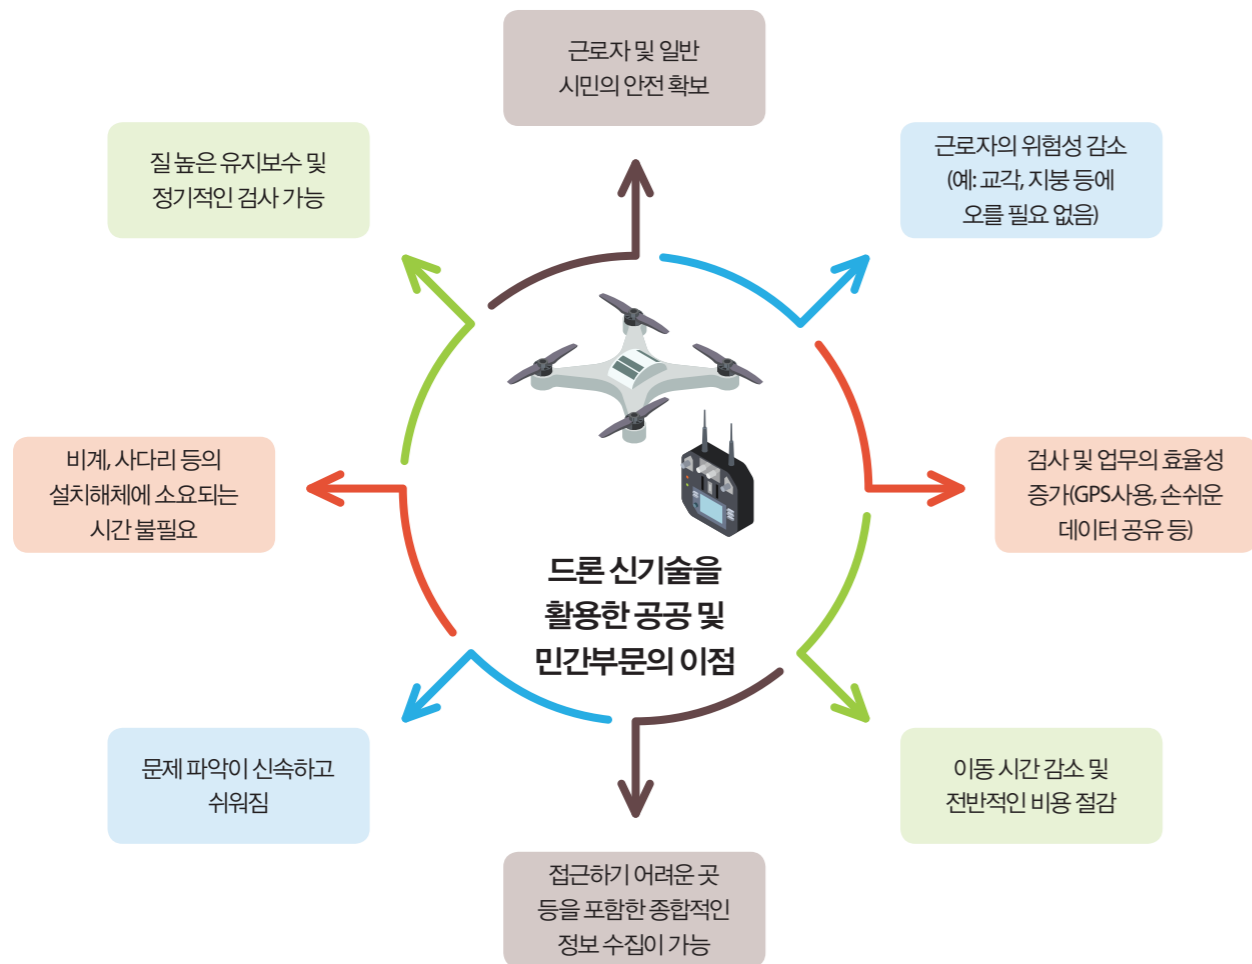 근로자 및 일반
시민의 안전 확보
질 높은 유지보수 및
정기적인 검사 가능
근로자의 위험성 감소
(예: 교각, 지붕 등에
오를 필요 없음)
비계, 사다리 등의
설치해체에 소요되는
시간 불필요
검사 및 업무의 효율성
증가(GPS사용, 손쉬운
데이터 공유 등)
드론 신기술을
활용한 공공 및
민간부문의 이점
문제 파악이 신속하고
쉬워짐
이동 시간 감소 및
전반적인 비용 절감
접근하기 어려운 곳
등을 포함한 종합적인
정보 수집이 가능